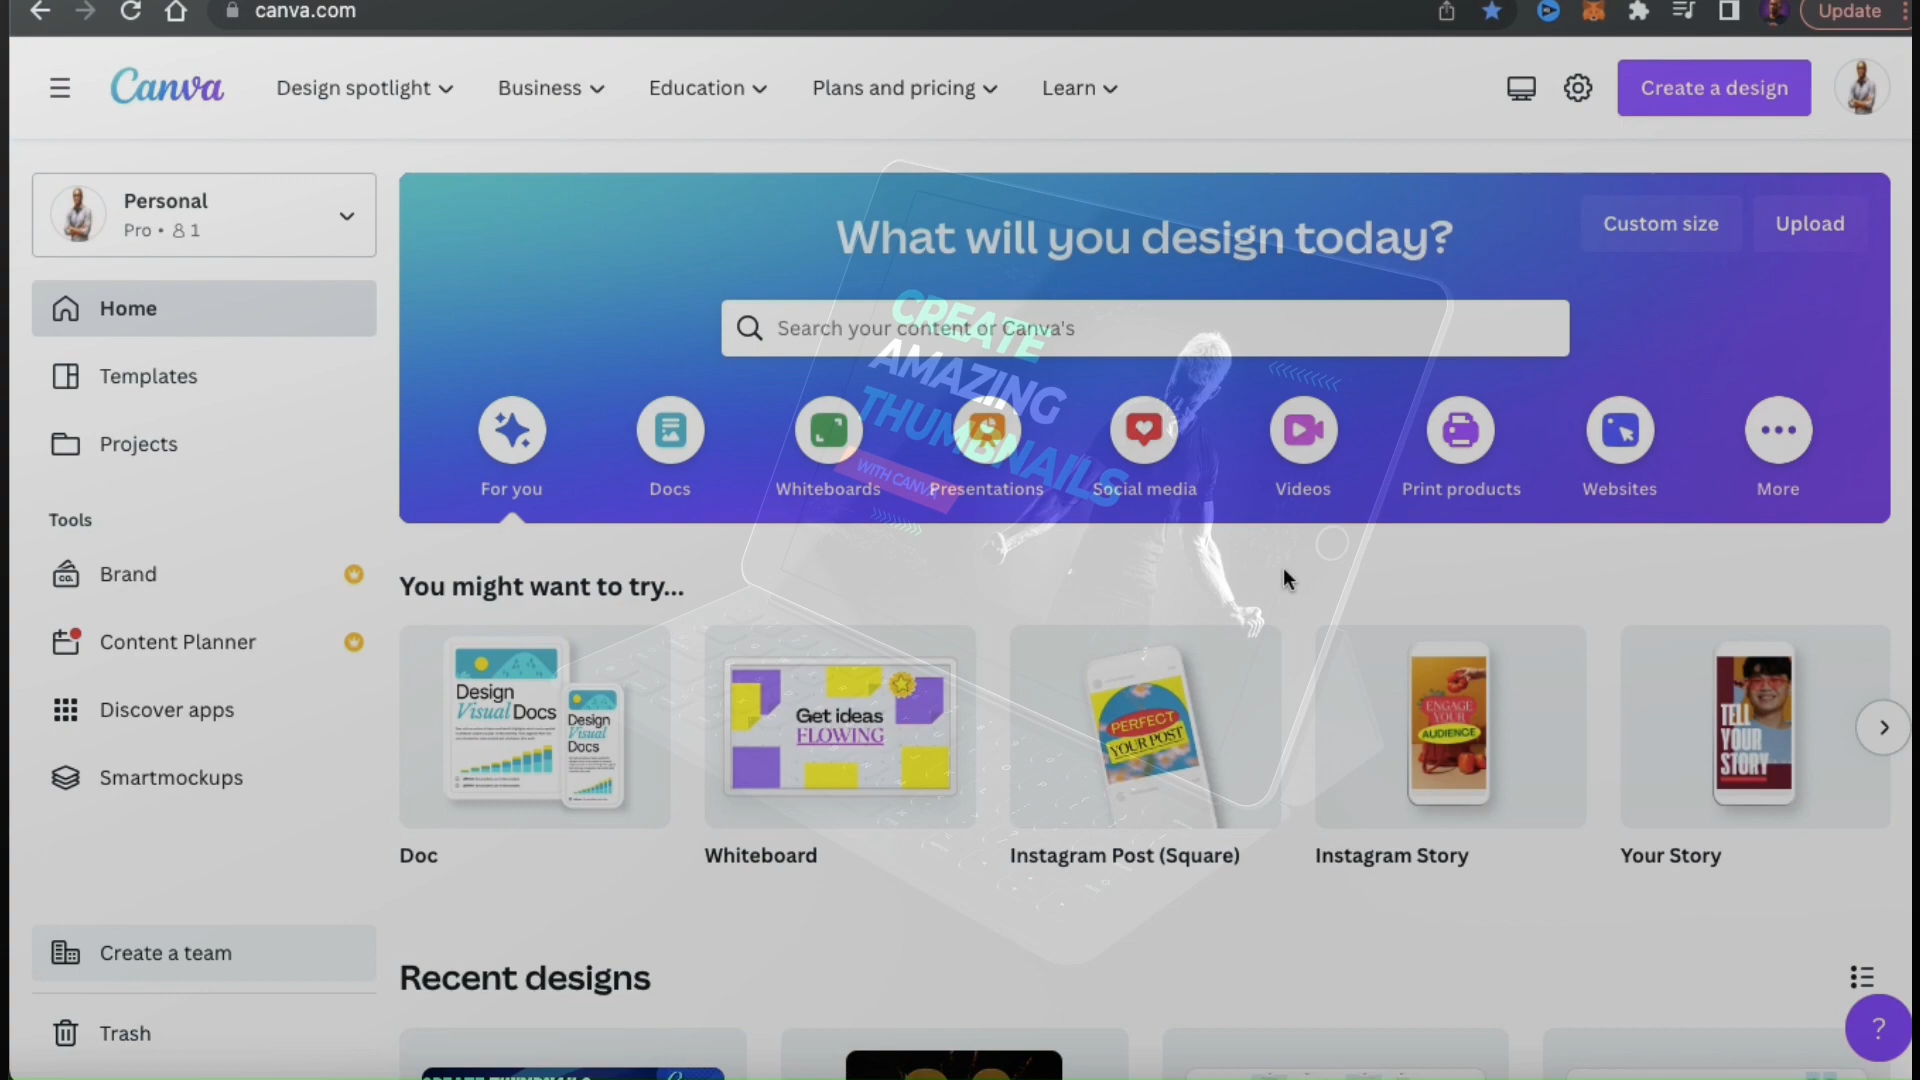 canva.com
Update
Canva
Design spotlight
Business
Education
Plans and pricing
Learn
Create a design
Personal
Pro • 1
Home
Templates
Projects
Tools
Brand
CO.
Content Planner
Discover apps
Smartmockups
Create a team
Trash
What will you design today?
Custom size
Upload
Search your content or Canva's
CREATE
AMAZING
THUMBNAILS
WITH CANVA
For you
Docs
Whiteboards
Presentations
Social media
Videos
Print products
Websites
More
You might want to try...
Design
Visual Docs
Design
Visual
Docs
Get ideas
FLOWING
PERFECT
YOUR POST
ENGAGE
YOUR
AUDIENCE
TELL
YOUR
STORY
Doc
Whiteboard
Instagram Post (Square)
Instagram Story
Your Story
Recent designs
?